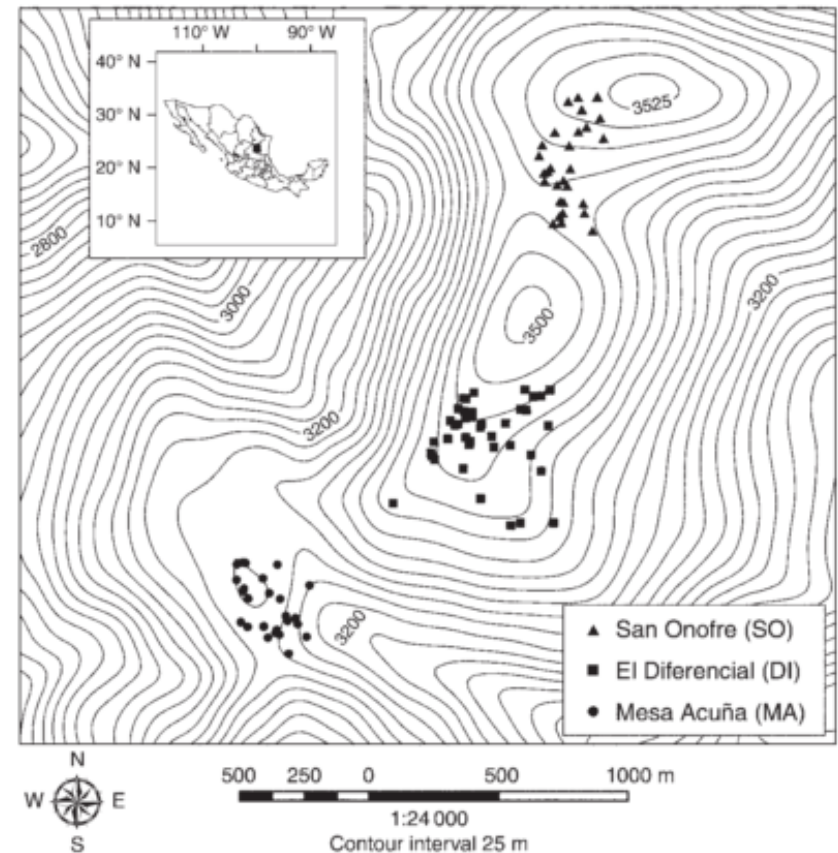 110° W 90° W
40° N
30° N
20° N
10° N
3525
2800
3000
3500
3200
3200
3200
San Onofre (SO)
El Diferencial (DI)
Mesa Acuña (MA)
N
W E
S
500 250 0 500 1000 m
1:24 000
Contour interval 25 m